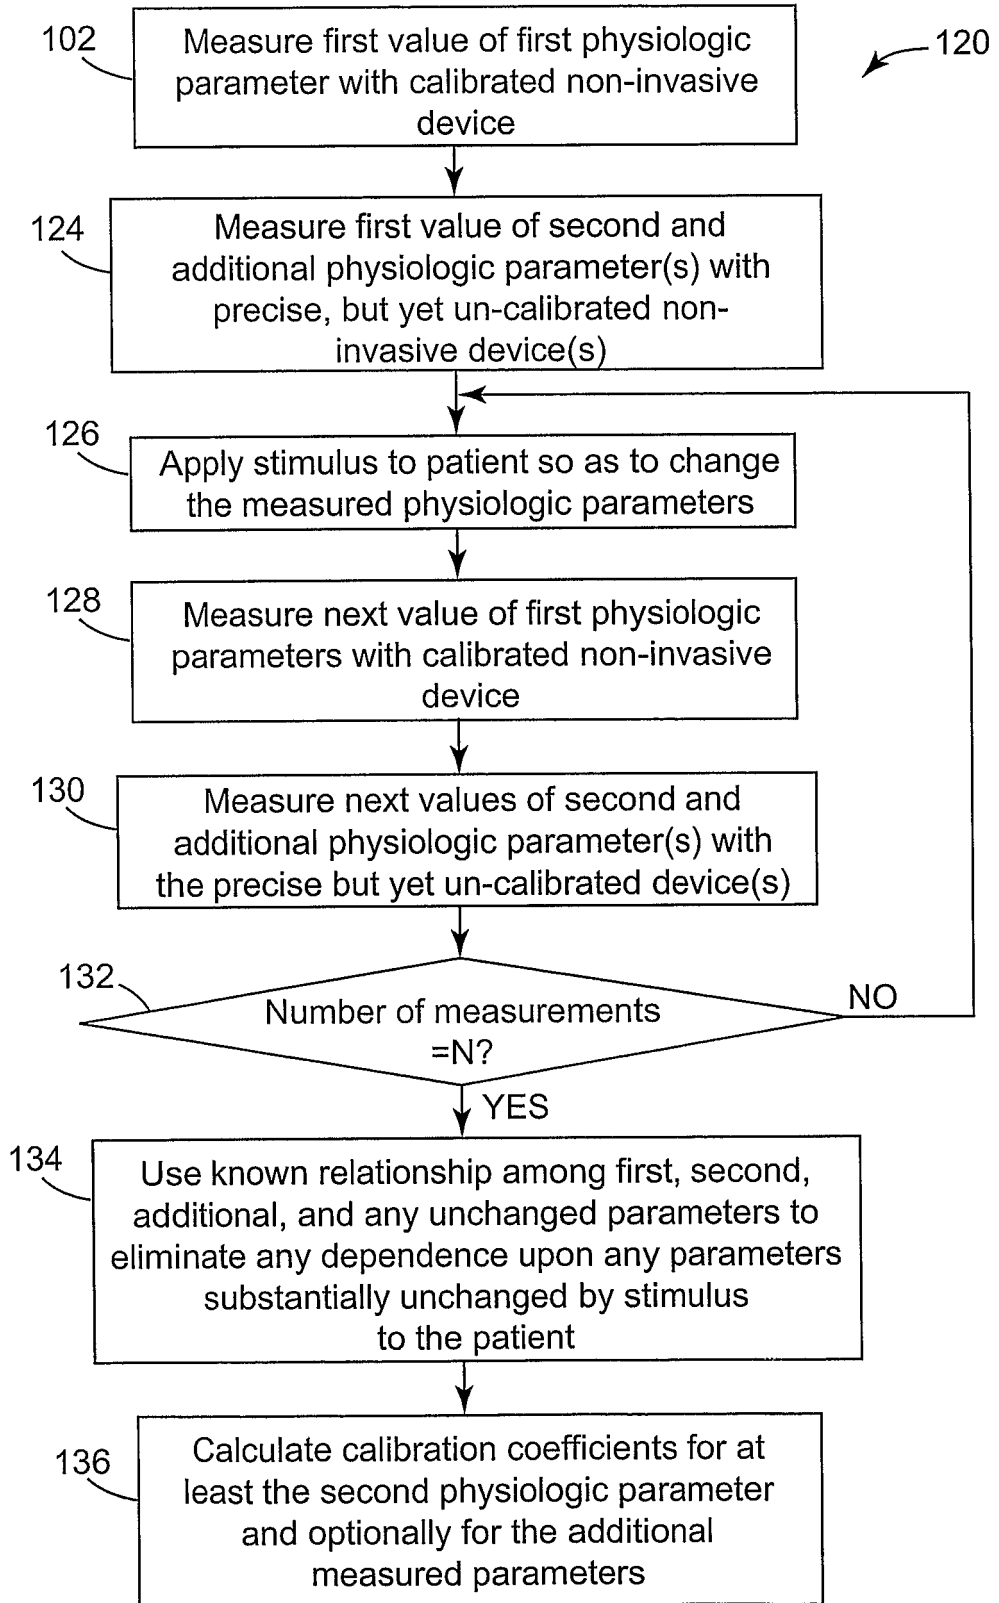 102
Measure first value of first physiologic
parameter with calibrated non-invasive
device
120
124
Measure first value of second and
additional physiologic parameter(s) with
precise, but yet un-calibrated non-
invasive device(s)
126
Apply stimulus to patient so as to change
the measured physiologic parameters
128
Measure next value of first physiologic
parameters with calibrated non-invasive
device
130
Measure next values of second and
additional physiologic parameter(s) with
the precise but yet un-calibrated device(s)
132
Number of measurements
=N?
NO
YES
134
Use known relationship among first, second,
additional, and any unchanged parameters to
eliminate any dependence upon any parameters
substantially unchanged by stimulus
to the patient
136
Calculate calibration coefficients for at
least the second physiologic parameter
and optionally for the additional
measured parameters